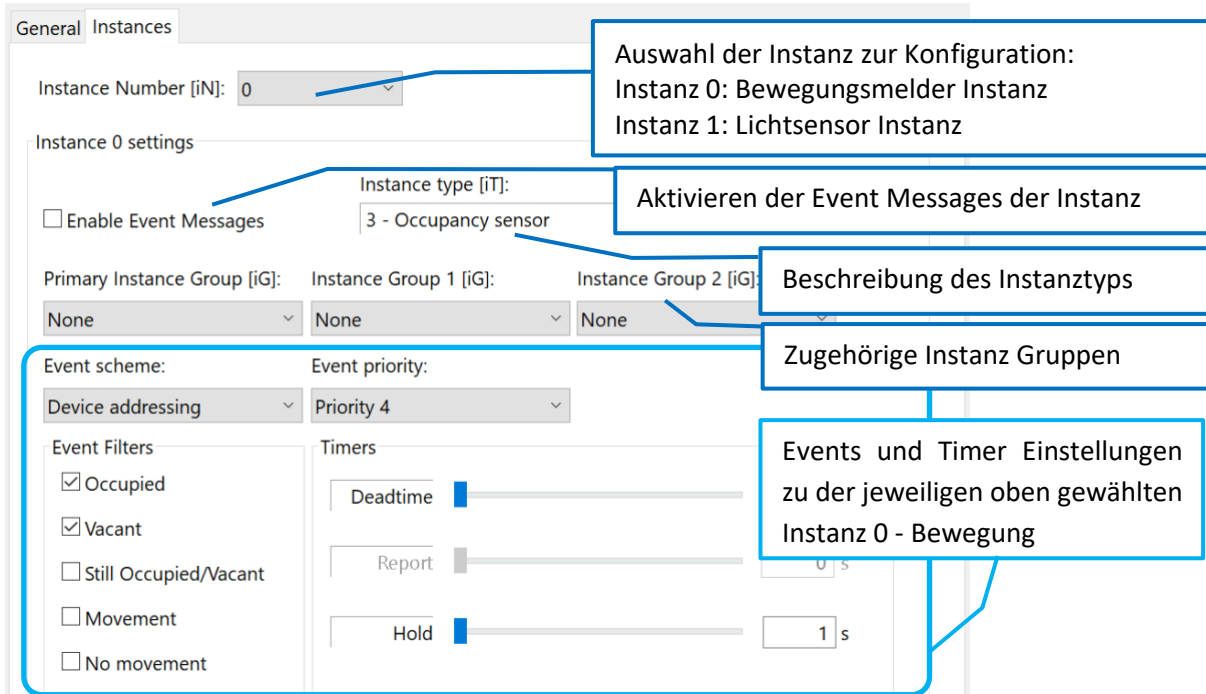 General Instances
Auswahl der Instanz zur Konfiguration:
Instanz 0: Bewegungsmelder Instanz
Instanz 1: Lichtsensor Instanz
Instance Number [iN]: 0
Instance 0 settings
Instance type [iT]:
Aktivieren der Event Messages der Instanz
Enable Event Messages
3 - Occupancy sensor
Beschreibung des Instanztyps
Primary Instance Group [iG]: Instance Group 1 [iG]: Instance Group 2 [iG]:
None None None
Zugehörige Instanz Gruppen
Event scheme: Event priority:
Device addressing Priority 4
Events und Timer Einstellungen
zu der jeweiligen oben gewählten
Instanz 0 - Bewegung
Event Filters Timers
Occupied
Deadtime
Vacant
Still Occupied/Vacant
Report 0 s
Movement
Hold 1 s
No movement